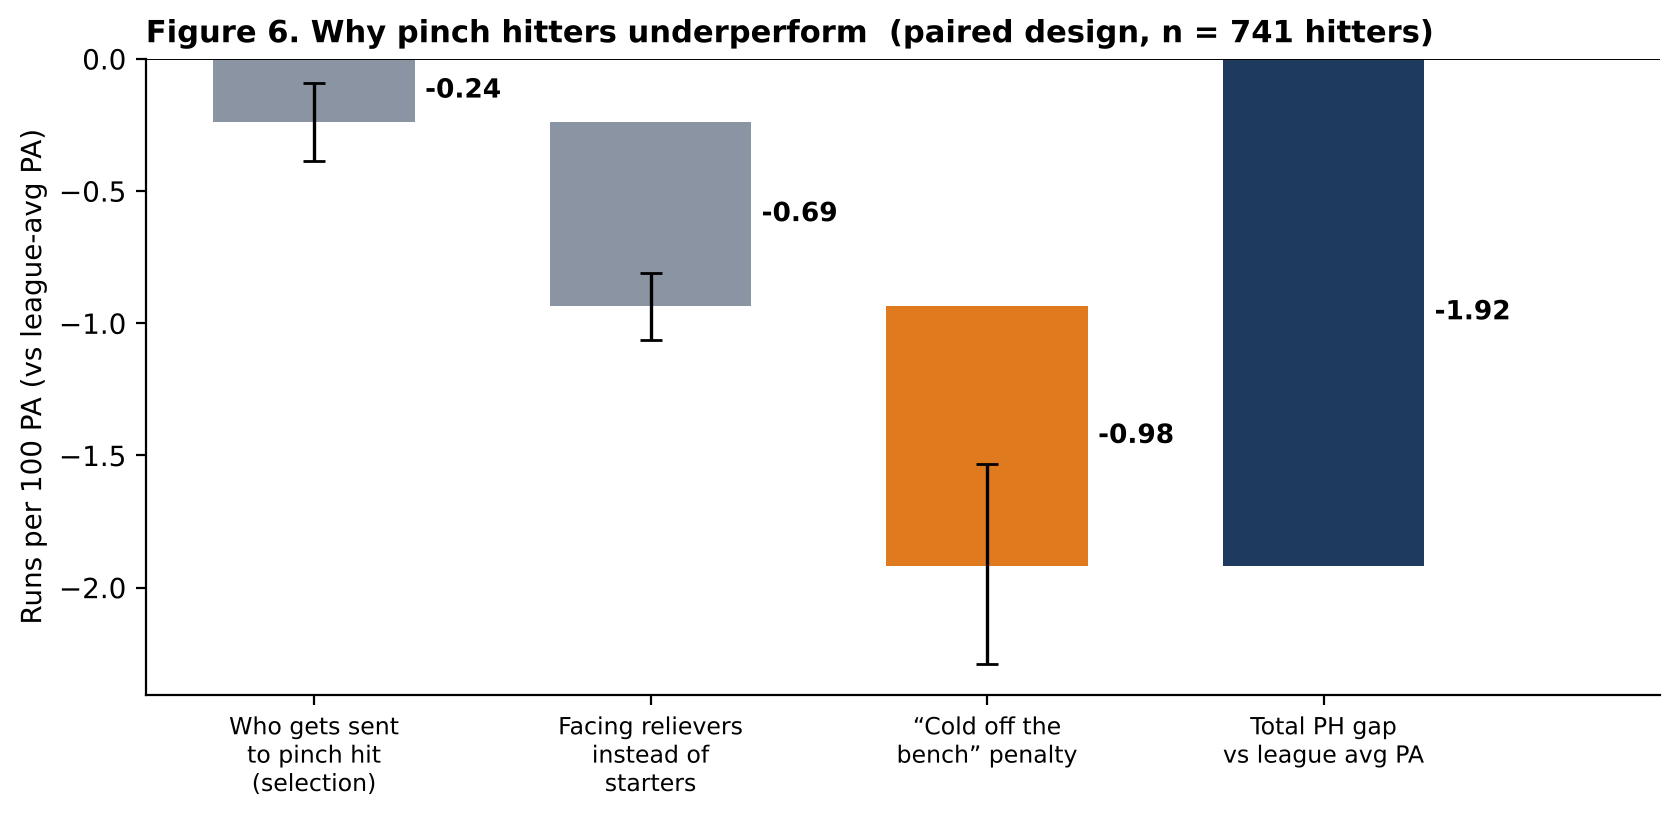 Figure 6. Why pinch hitters underperform  (paired design, n = 741 hitters)
Runs per 100 PA (vs league-avg PA)
0.0
−0.5
−1.0
−1.5
−2.0
-0.24
-0.69
-0.98
-1.92
Who gets sent
to pinch hit
(selection)
Facing relievers
instead of
starters
“Cold off the
bench” penalty
Total PH gap
vs league avg PA